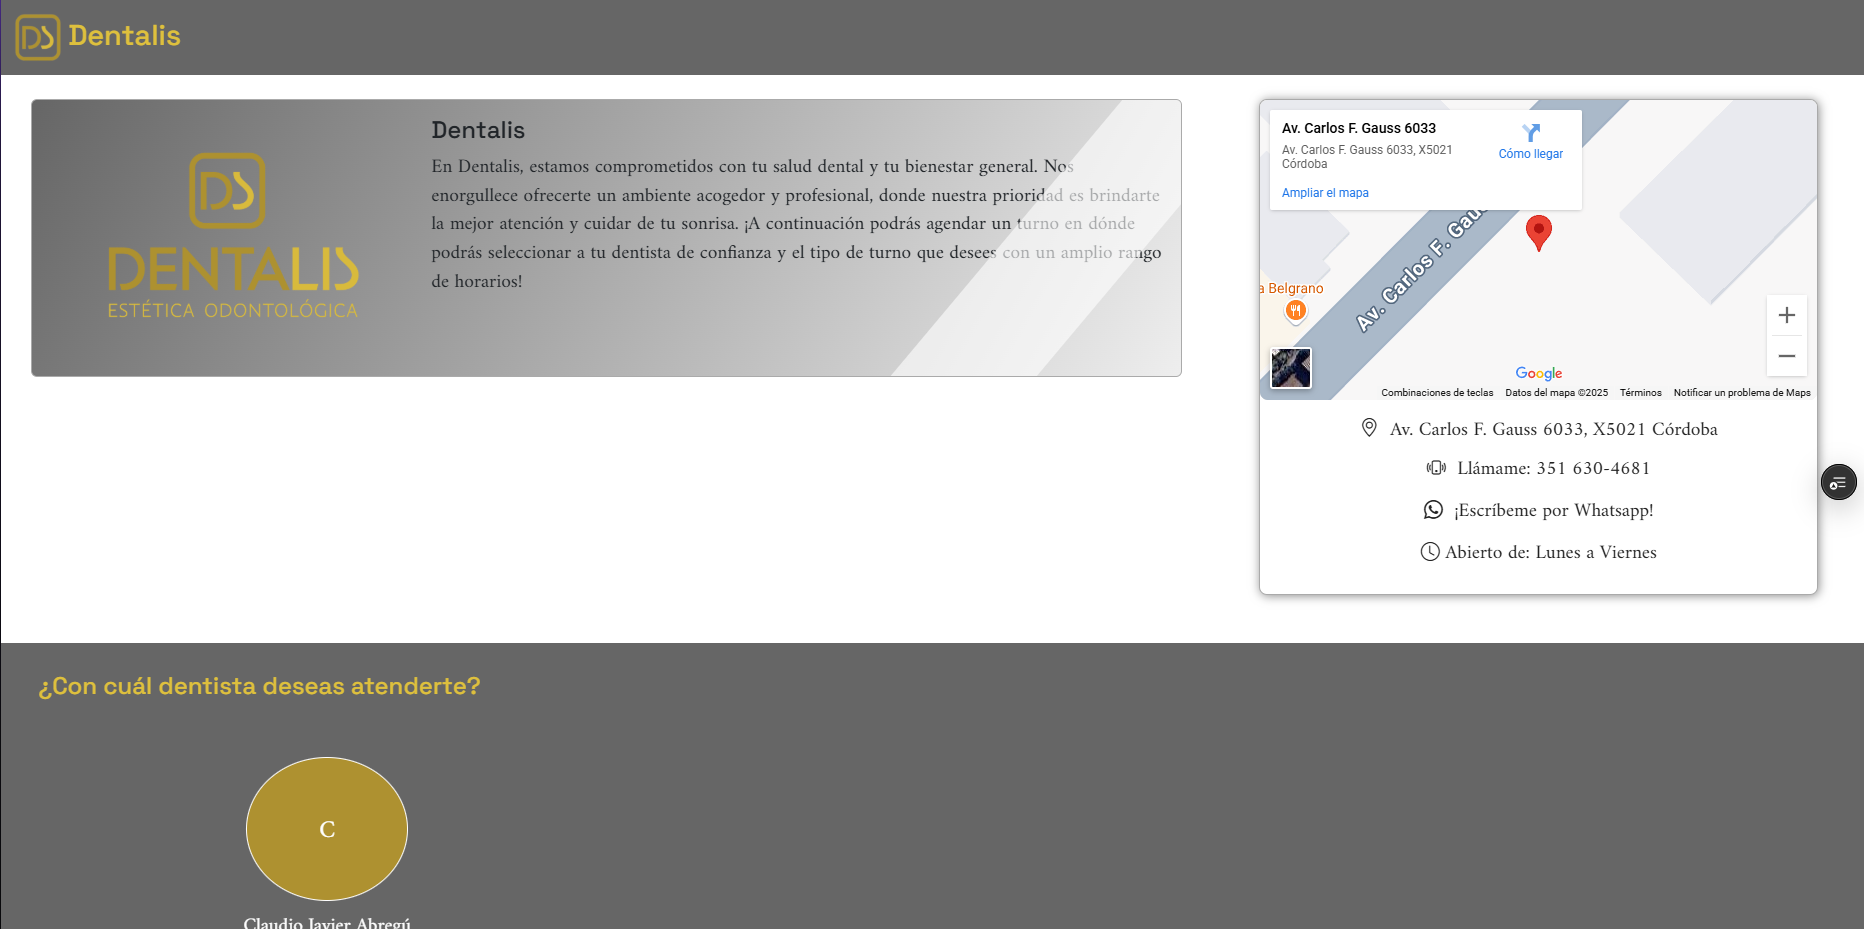 DS Dentalis
DS
DENTALIS
ESTÉTICA ODONTOLÓGICA
Dentalis
En Dentalis, estamos comprometidos con tu salud dental y tu bienestar general. Nos
enorgullece ofrecerte un ambiente acogedor y profesional, donde nuestra prioridad es brindarte
la mejor atención y cuidar de tu sonrisa. ¡A continuación podrás agendar un turno en dónde
podrás seleccionar a tu dentista de confianza y el tipo de turno que desees con un amplio rango
de horarios!
Av. Carlos F. Gauss 6033
Av. Carlos F. Gauss 6033, X5021
Córdoba
Cómo llegar
Ampliar el mapa
Av. Carlos F. Gauss
a Belgrano
Google
Combinaciones de teclas Datos del mapa ©2025 Términos Notificar un problema de Maps
Av. Carlos F. Gauss 6033, X5021 Córdoba
Llámame: 351 630-4681
¡Escríbeme por Whatsapp!
Abierto de: Lunes a Viernes
¿Con cuál dentista deseas atenderte?
C
Claudio Javier Abregú